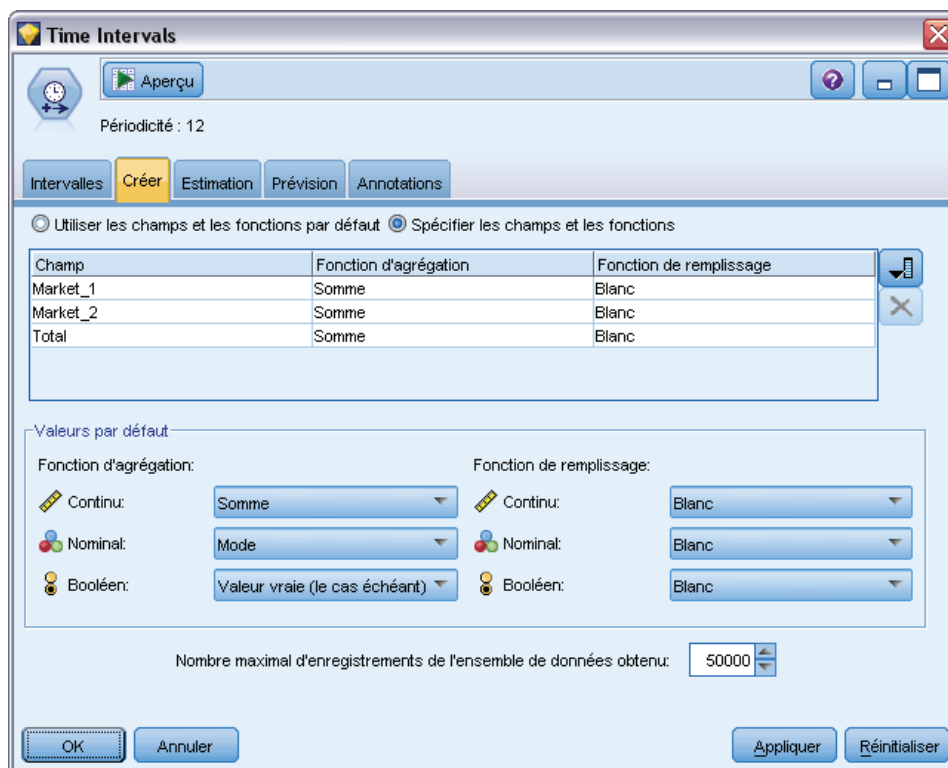 Time Intervals
Aperçu
Périodicité : 12
Intervalles Créer Estimation Prévision Annotations
Utiliser les champs et les fonctions par défaut Spécifier les champs et les fonctions
Champ Fonction d'agrégation Fonction de remplissage
Market_1 Somme Blanc
Market_2 Somme Blanc
Total Somme Blanc
Valeurs par défaut
Fonction d'agrégation: Fonction de remplissage:
Continu: Somme Continu: Blanc
Nominal: Mode Nominal: Blanc
Booléen: Valeur vraie (le cas échéant) Booléen: Blanc
Nombre maximal d'enregistrements de l'ensemble de données obtenu: 50000
OK Annuler Appliquer Réinitialiser